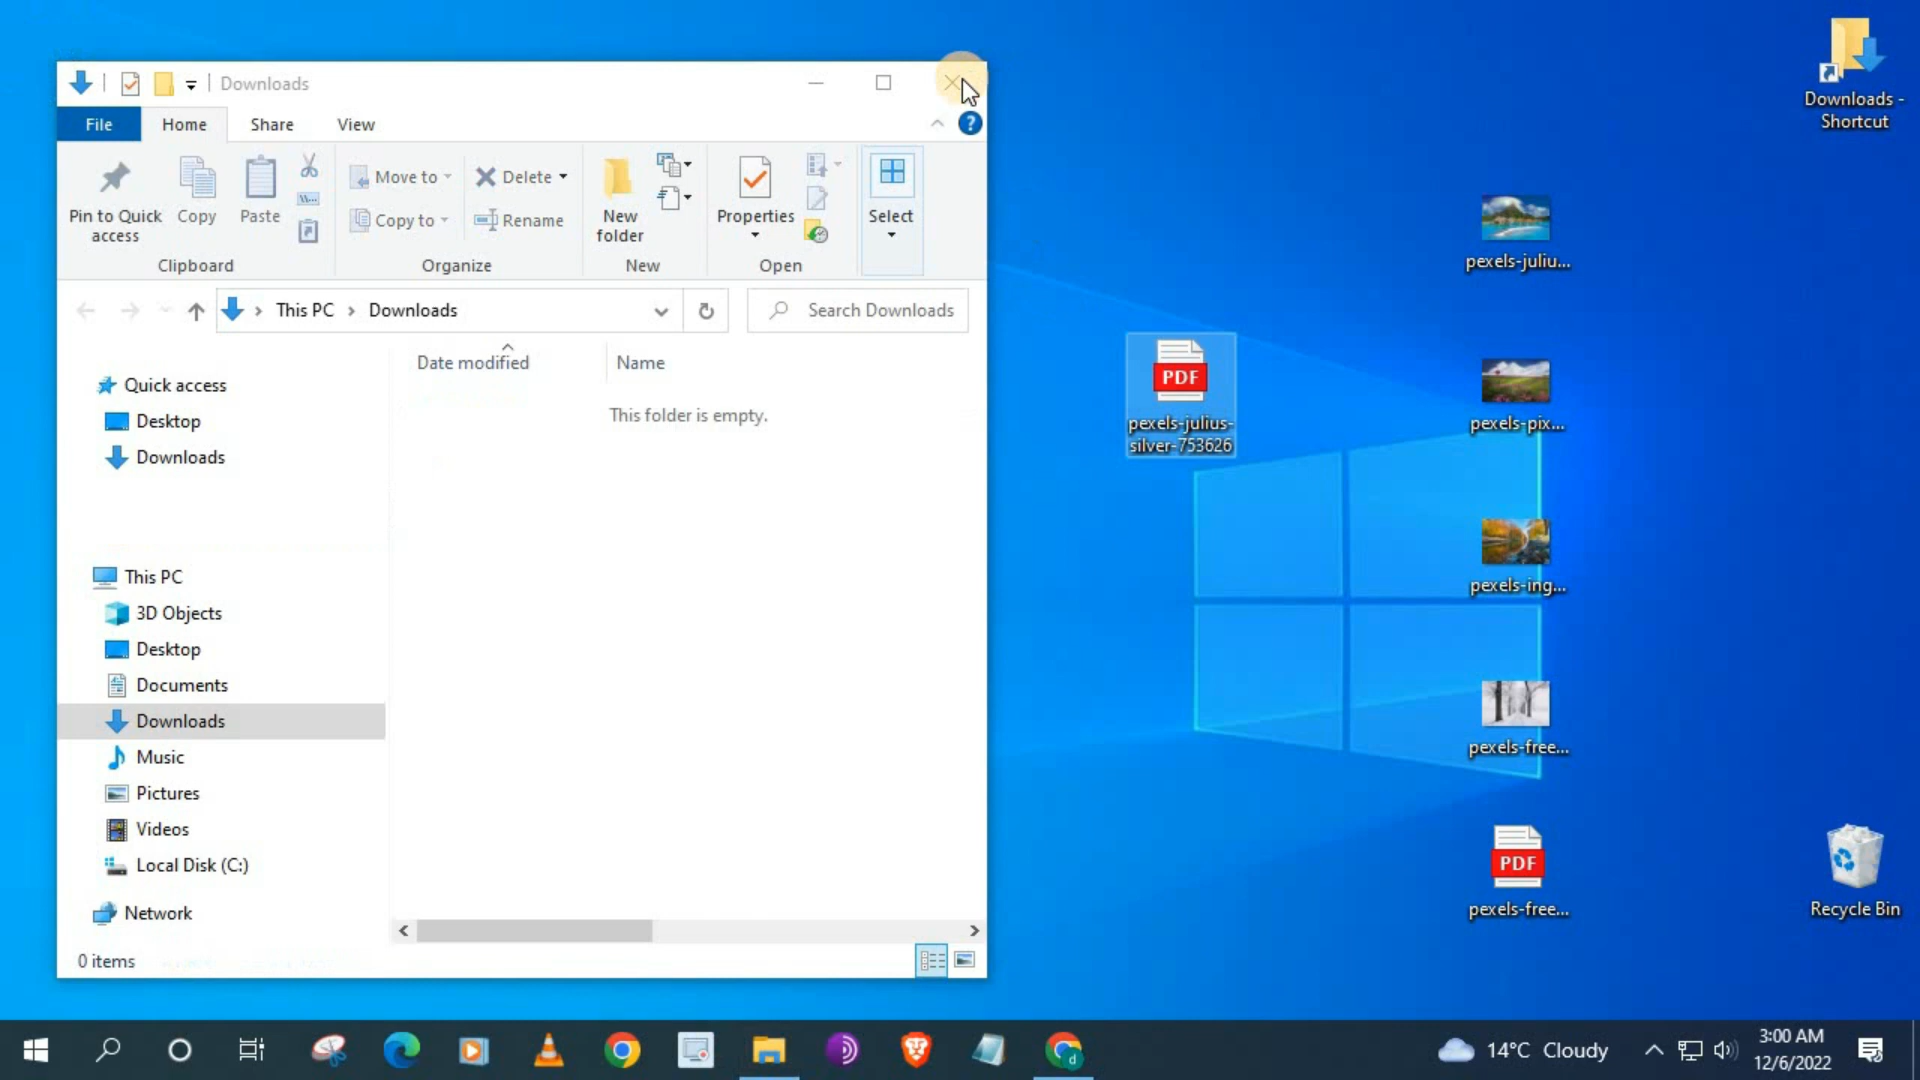 Downloads
File
Home
Share
View
Pin to Quick
access
Copy
Paste
Move to
Copy to
Delete
Rename
New
folder
Properties
Select
Clipboard
Organize
New
Open
This PC
Downloads
Search Downloads
Date modified
Name
This folder is empty.
Quick access
Desktop
Downloads
This PC
3D Objects
Desktop
Documents
Downloads
Music
Pictures
Videos
Local Disk (C:)
Network
0 items
PDF
pexels-julius-
silver-753626
pexels-juliu...
pexels-pix...
pexels-ing...
pexels-free...
PDF
pexels-free...
Downloads -
Shortcut
Recycle Bin
d
14°C Cloudy
3:00 AM
12/6/2022